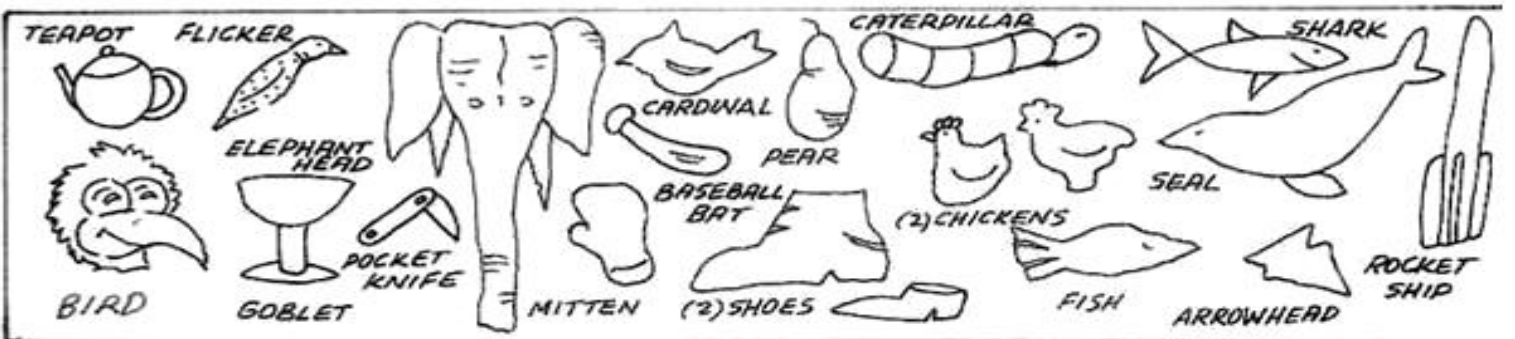 TEAPOT
FLICKER
CATERPILLAR
SHARK
CARDINAL
ELEPHANT
HEAD
PEAR
BASEBALL
BAT
SEAL
(2) CHICKENS
POCKET
KNIFE
BIRD
GOBLET
MITTEN
(2) SHOES
FISH
ARROWHEAD
ROCKET
SHIP